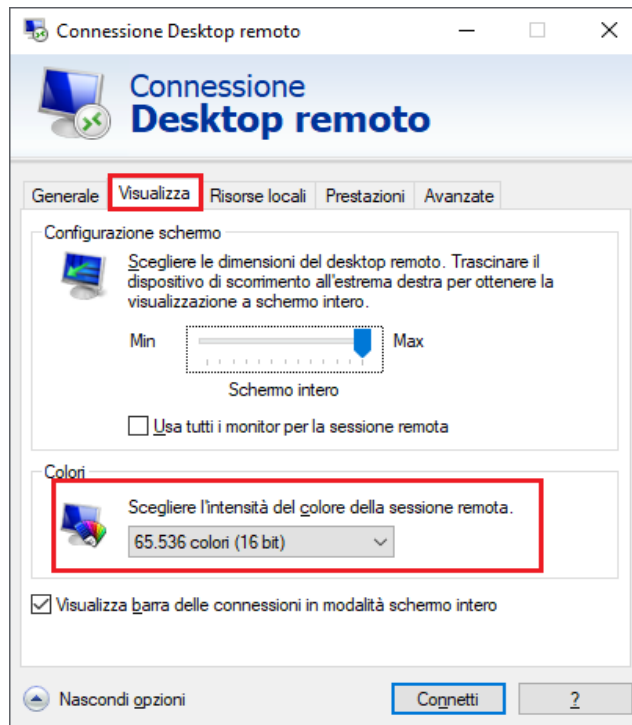 Connessione Desktop remoto
Connessione
Desktop remoto
Generale Visualizza Risorse locali Prestazioni Avanzate
Configurazione schermo
Scegliere le dimensioni del desktop remoto. Trascinare il
dispositivo di scorrimento all'estrema destra per ottenere la
visualizzazione a schermo intero.
Min Max
Schermo intero
Usa tutti i monitor per la sessione remota
Colori
Scegliere l'intensità del colore della sessione remota.
65.536 colori (16 bit)
Visualizza barra delle connessioni in modalità schermo intero
Nascondi opzioni Connetti ?